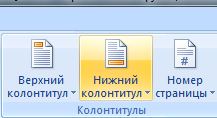 Верхний Нижний Номер
колонтитул колонтитул страницы
Колонтитулы